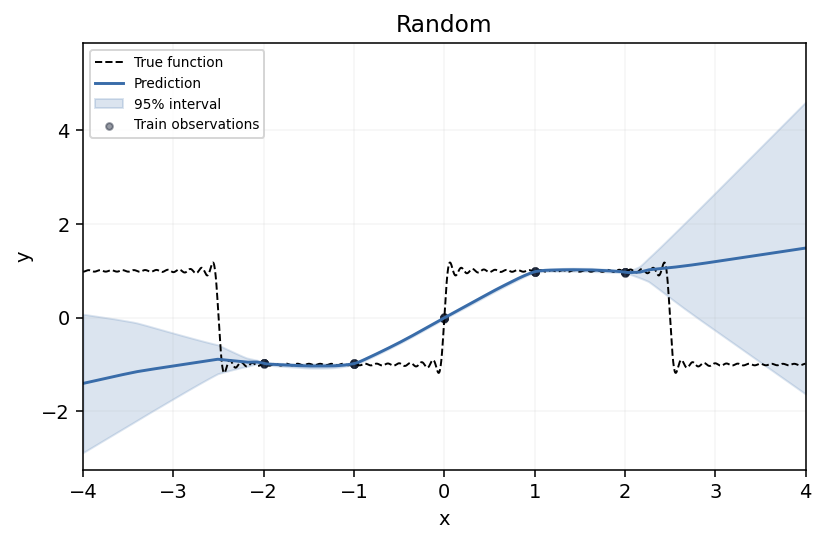 Random
True function
Prediction
95% interval
Train observations
4
2
0
−2
y
−4 −3 −2 −1 0 1 2 3 4
x